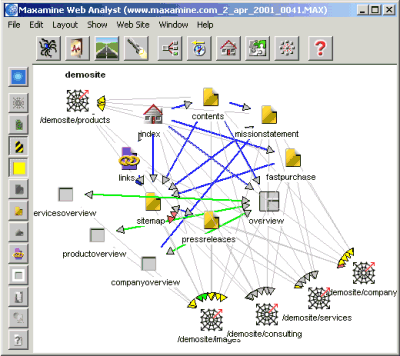 Maxamine Web Analyst (www.maxamine.com_2_apr_2001_0041.MAX)
File Layout Show Web Site Window Help
?
demosite
/demosite/products
index
contents
missionstatement
links
fastpurchase
ervicesoverview
sitemap
overview
pressreleases
productoverview
companyoverview
/demosite/company
/demosite/services
/demosite/images
/demosite/consulting
?